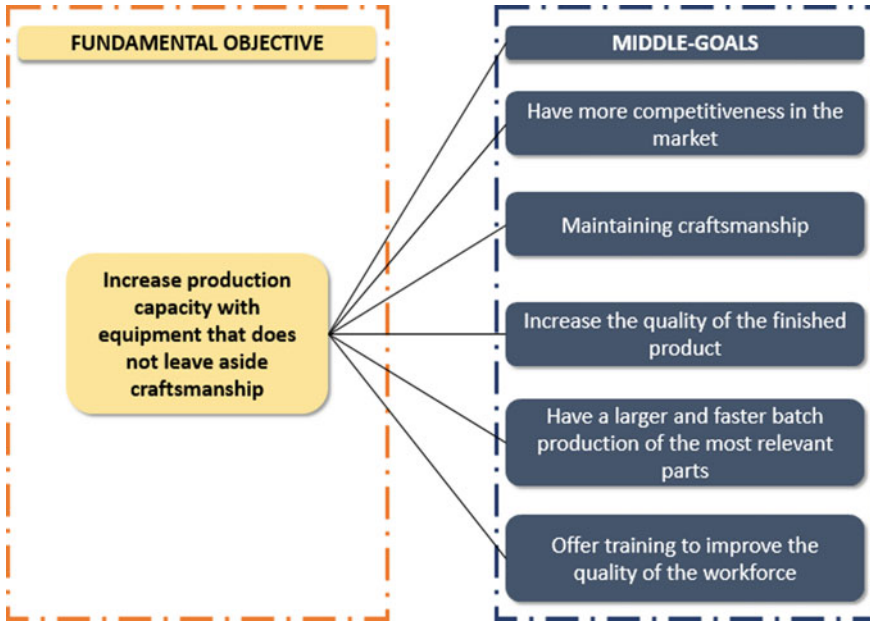 FUNDAMENTAL OBJECTIVE
Increase production
capacity with
equipment that does
not leave aside
craftsmanship
MIDDLE-GOALS
Have more competitiveness in the
market
Maintaining craftsmanship
Increase the quality of the finished
product
Have a larger and faster batch
production of the most relevant
parts
Offer training to improve the
quality of the workforce